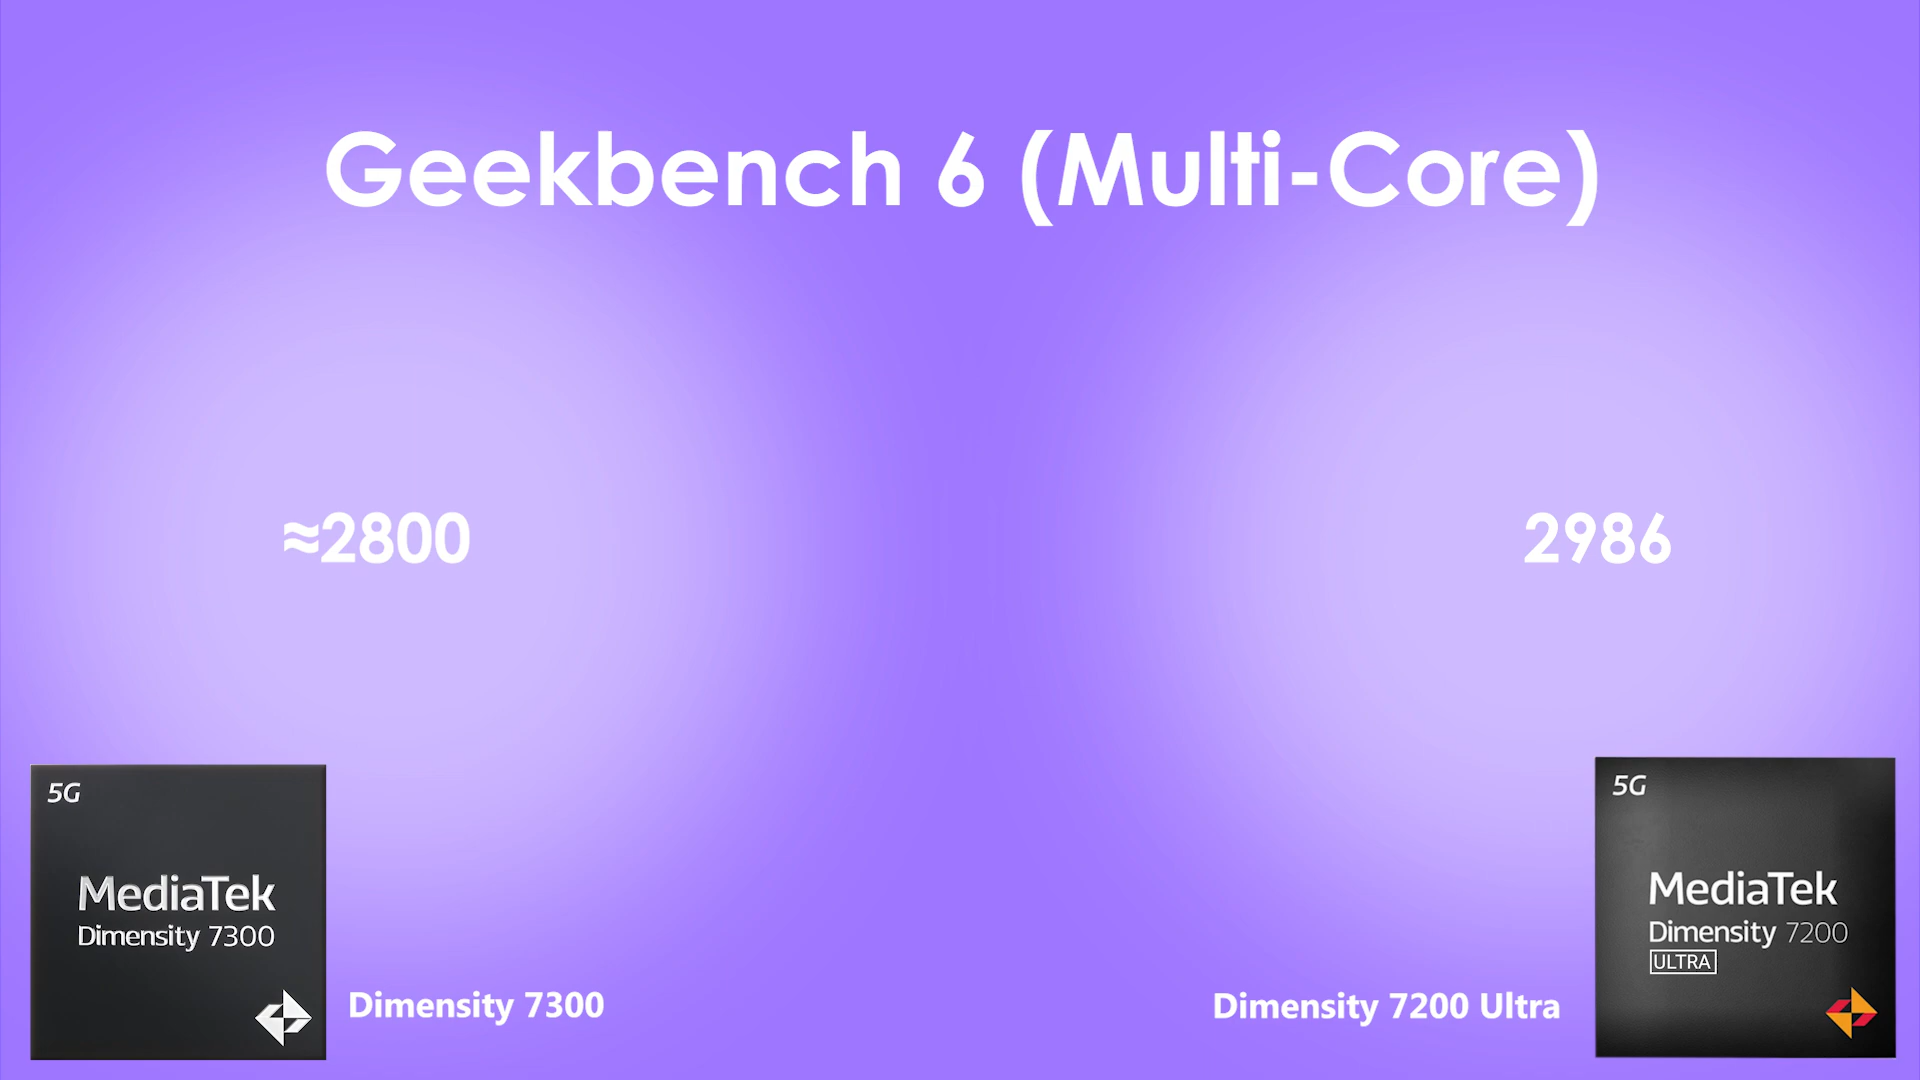 Geekbench 6 (Multi-Core)
≈2800
2986
5G
MediaTek
Dimensity 7300
Dimensity 7300
Dimensity 7200 Ultra
5G
MediaTek
Dimensity 7200
ULTRA